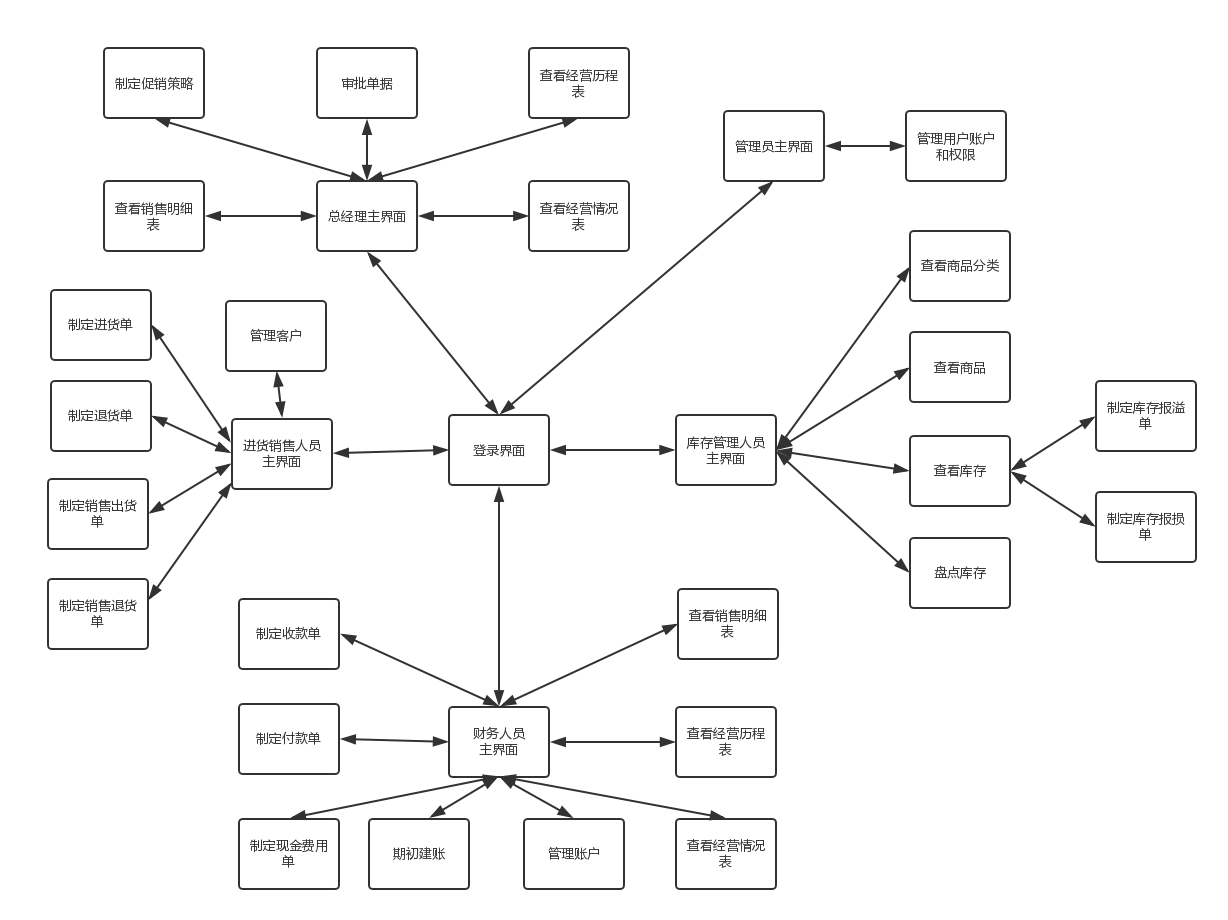 制定促销策略
审批单据
查看经营历程
表
管理员主界面
管理用户账户
和权限
查看销售明细
表
总经理主界面
查看经营情况
表
查看商品分类
制定进货单
管理客户
查看商品
制定退货单
制定库存报溢
单
进货销售人员
主界面
登录界面
库存管理人员
主界面
查看库存
制定销售出货
单
制定库存报损
单
盘点库存
制定销售退货
单
制定收款单
查看销售明细
表
制定付款单
财务人员
主界面
查看经营历程
表
制定现金费用
单
期初建账
管理账户
查看经营情况
表